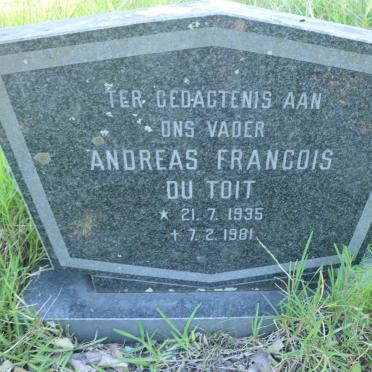 TER GEDAGTENIS AAN
ONS VADER
ANDREAS FRANCOIS
DU TOIT
* 21. 7. 1935
† 7. 2. 1981